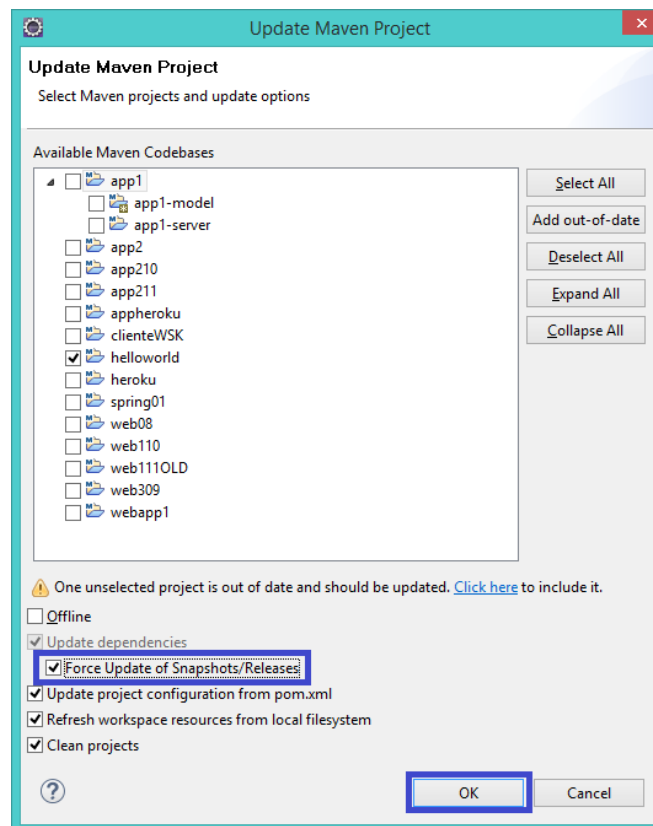 Update Maven Project
Update Maven Project
Select Maven projects and update options
Available Maven Codebases
app1
app1-model
app1-server
app2
app210
app211
appheroku
clienteWSK
helloworld
heroku
spring01
web08
web110
web111OLD
web309
webapp1
Select All
Add out-of-date
Deselect All
Expand All
Collapse All
One unselected project is out of date and should be updated. Click here to include it.
Offline
Update dependencies
Force Update of Snapshots/Releases
Update project configuration from pom.xml
Refresh workspace resources from local filesystem
Clean projects
OK Cancel